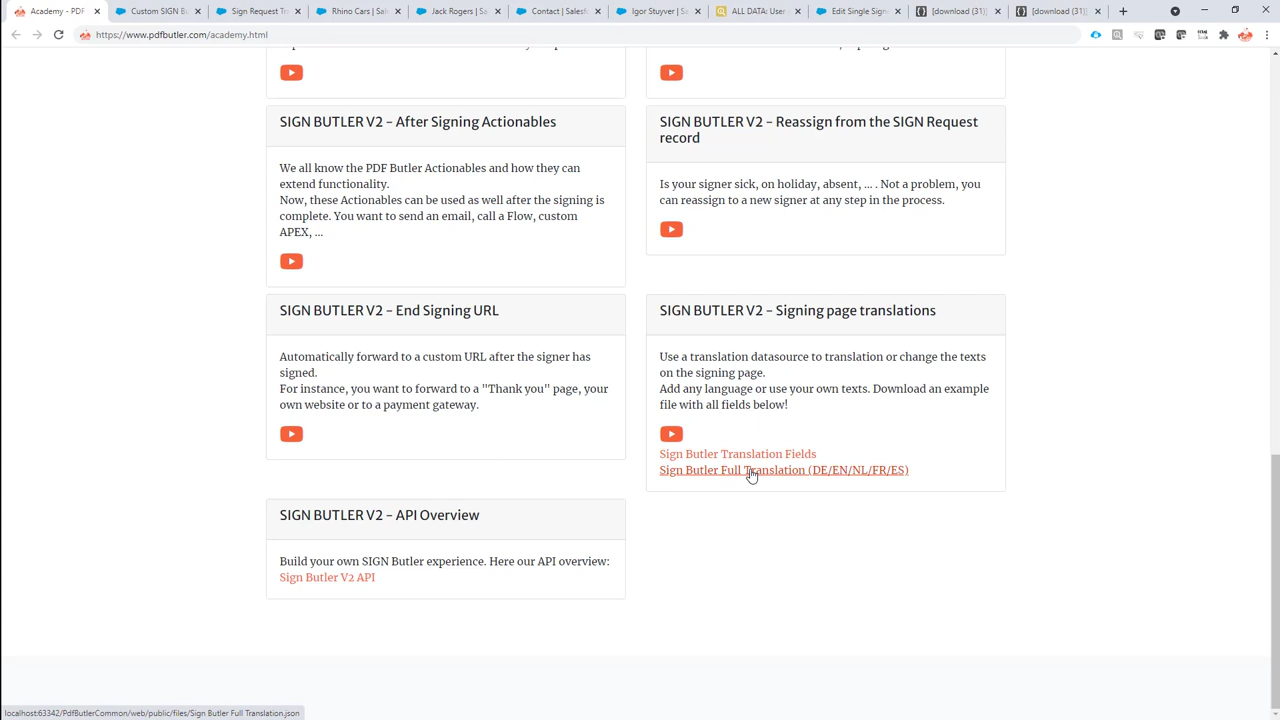 Academy - PDF
Custom SIGN B
Sign Request Tra
Rhino Cars | Sale
Jack Rogers | Sa
Contact | Salesf
Igor Stuyver | Sa
ALL DATA: User
Edit Single Sign
[download (31)]
[download (31)]
https://www.pdfbutler.com/academy.html
SIGN BUTLER V2 - After Signing Actionables
We all know the PDF Butler Actionables and how they can
extend functionality.
Now, these Actionables can be used as well after the signing is
complete. You want to send an email, call a Flow, custom
APEX, ...
SIGN BUTLER V2 - Reassign from the SIGN Request
record
Is your signer sick, on holiday, absent, ... . Not a problem, you
can reassign to a new signer at any step in the process.
SIGN BUTLER V2 - End Signing URL
Automatically forward to a custom URL after the signer has
signed.
For instance, you want to forward to a "Thank you" page, your
own website or to a payment gateway.
SIGN BUTLER V2 - Signing page translations
Use a translation datasource to translation or change the texts
on the signing page.
Add any language or use your own texts. Download an example
file with all fields below!
Sign Butler Translation Fields
Sign Butler Full Translation (DE/EN/NL/FR/ES)
SIGN BUTLER V2 - API Overview
Build your own SIGN Butler experience. Here our API overview:
Sign Butler V2 API
localhost:63342/PdfButlerCommon/web/public/files/Sign Butler Full Translation.json